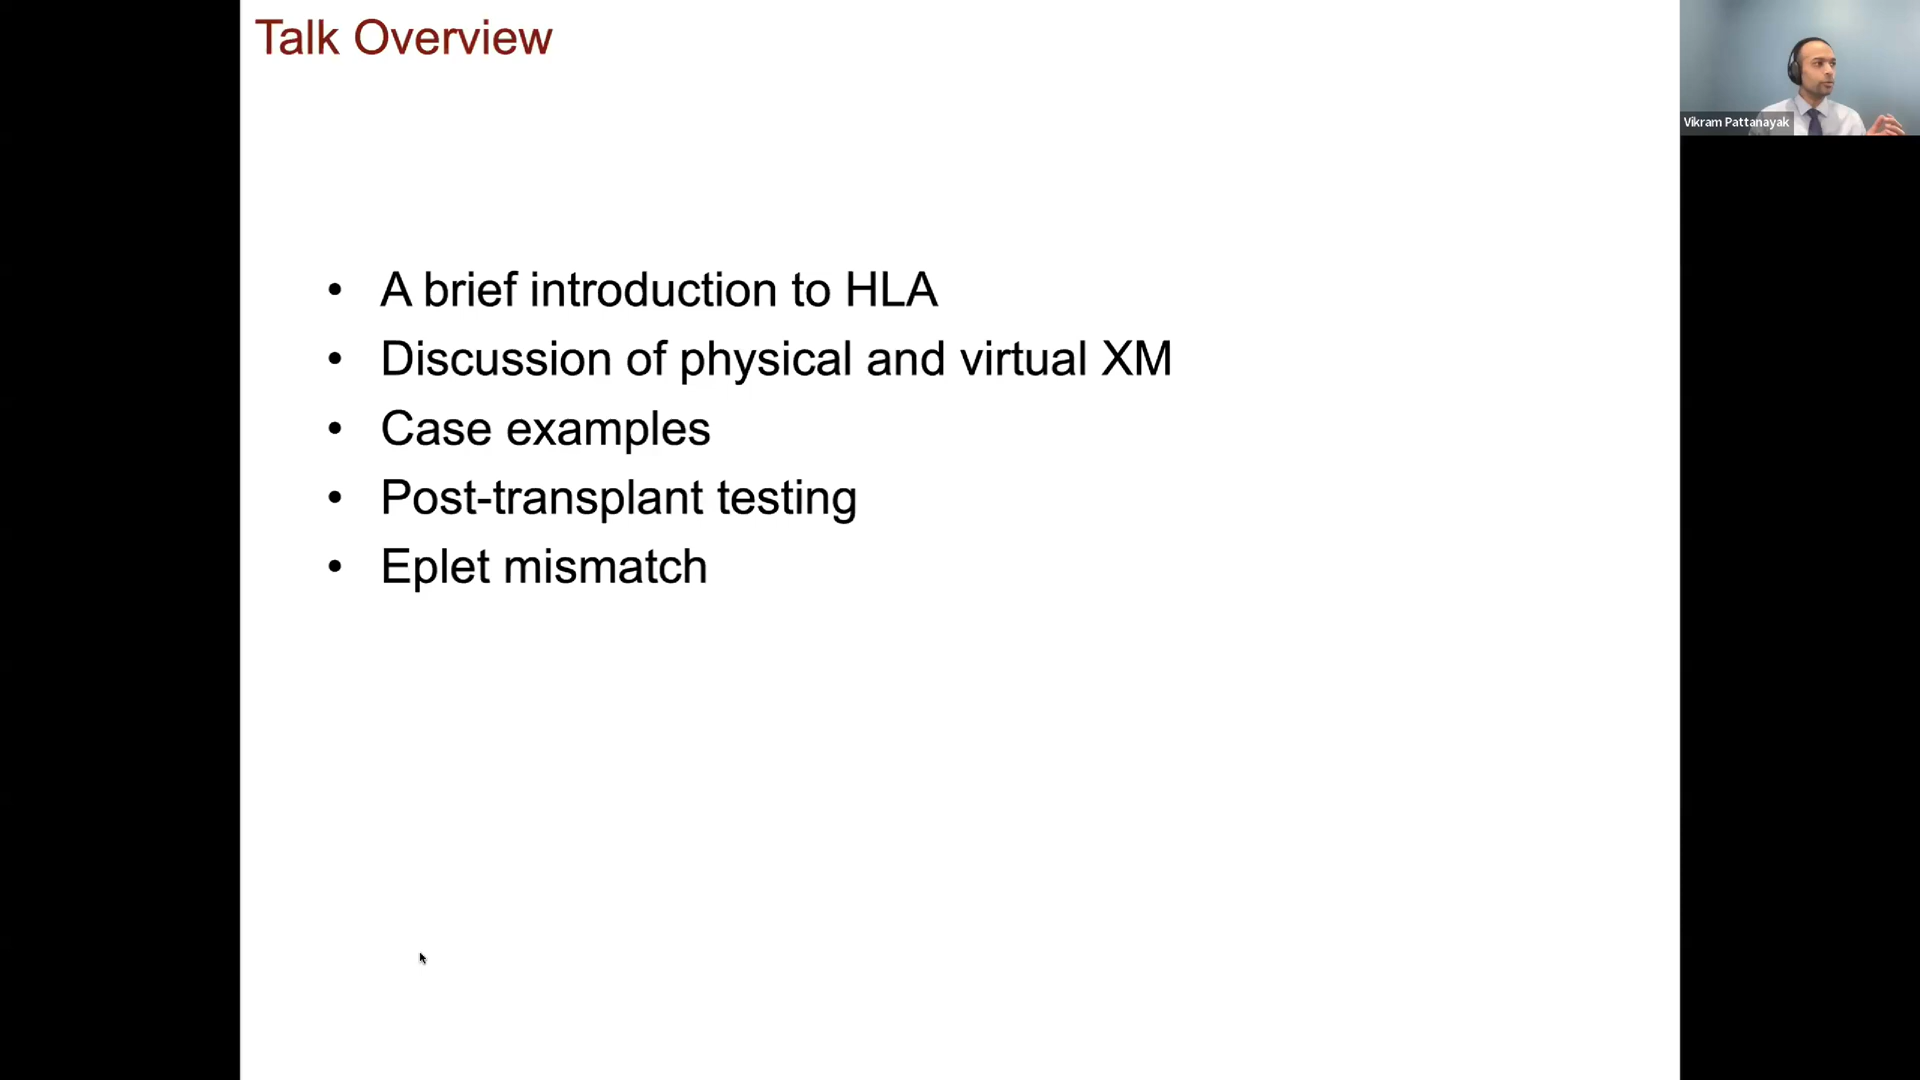 Talk Overview
Vikram Pattanayak
• A brief introduction to HLA
• Discussion of physical and virtual XM
• Case examples
• Post-transplant testing
• Eplet mismatch